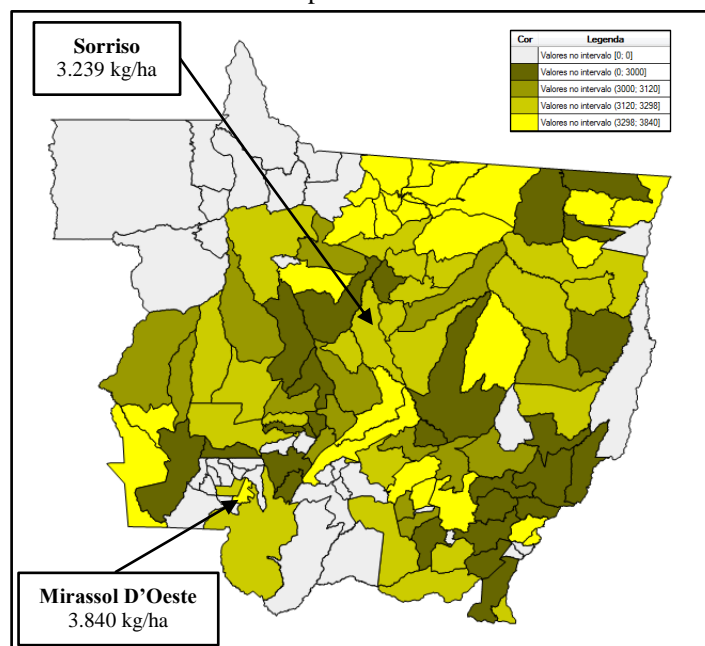 Sorriso
3.239 kg/ha
Cor Legenda
Valores no intervalo [0; 0]
Valores no intervalo (0; 3000]
Valores no intervalo (3000; 3120]
Valores no intervalo (3120; 3298]
Valores no intervalo (3298; 3840]
Mirassol D’Oeste
3.840 kg/ha